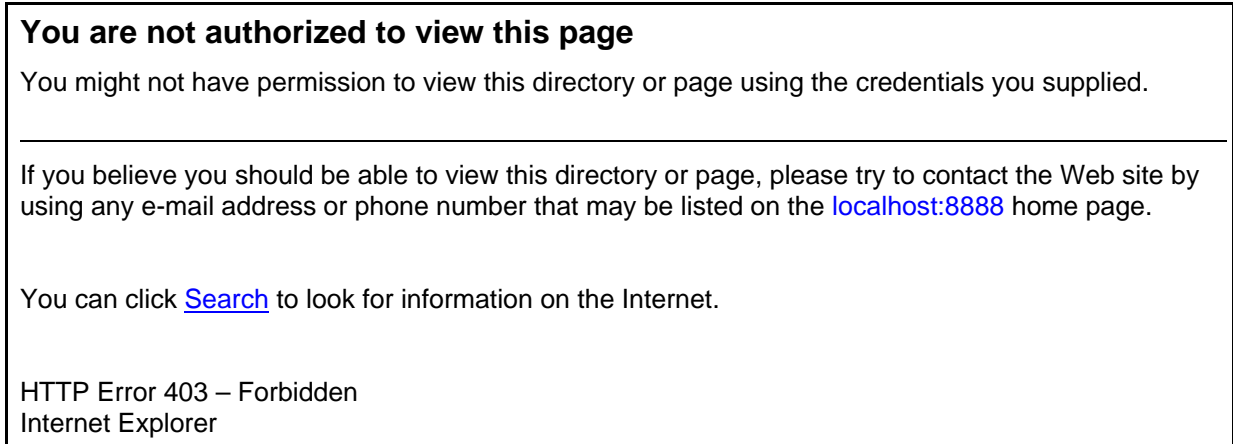 You are not authorized to view this page
You might not have permission to view this directory or page using the credentials you supplied.
If you believe you should be able to view this directory or page, please try to contact the Web site by
using any e-mail address or phone number that may be listed on the localhost:8888 home page.
You can click Search to look for information on the Internet.
HTTP Error 403 – Forbidden
Internet Explorer